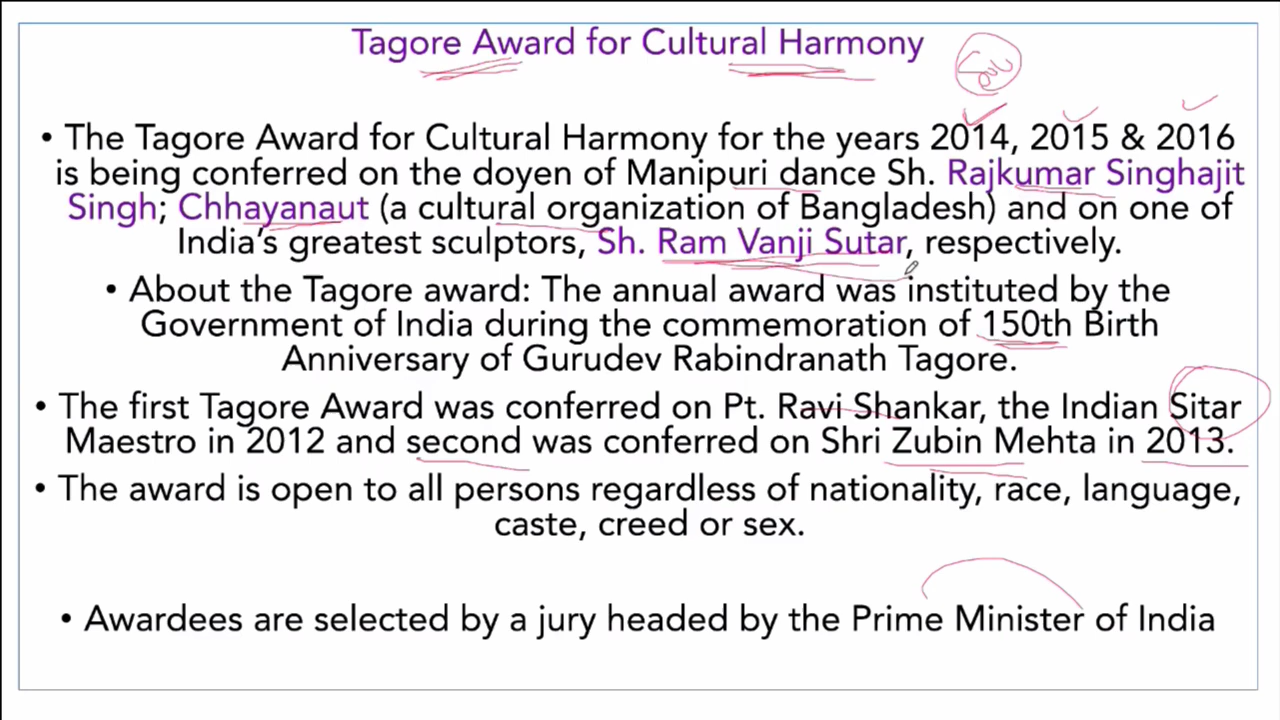 Tagore Award for Cultural Harmony
• The Tagore Award for Cultural Harmony for the years 2014, 2015 & 2016
is being conferred on the doyen of Manipuri dance Sh. Rajkumar Singhajit
Singh; Chhayanaut (a cultural organization of Bangladesh) and on one of
India's greatest sculptors, Sh. Ram Vanji Sutar, respectively.
• About the Tagore award: The annual award was instituted by the
Government of India during the commemoration of 150th Birth
Anniversary of Gurudev Rabindranath Tagore.
• The first Tagore Award was conferred on Pt. Ravi Shankar, the Indian Sitar
Maestro in 2012 and second was conferred on Shri Zubin Mehta in 2013.
• The award is open to all persons regardless of nationality, race, language,
caste, creed or sex.
• Awardees are selected by a jury headed by the Prime Minister of India